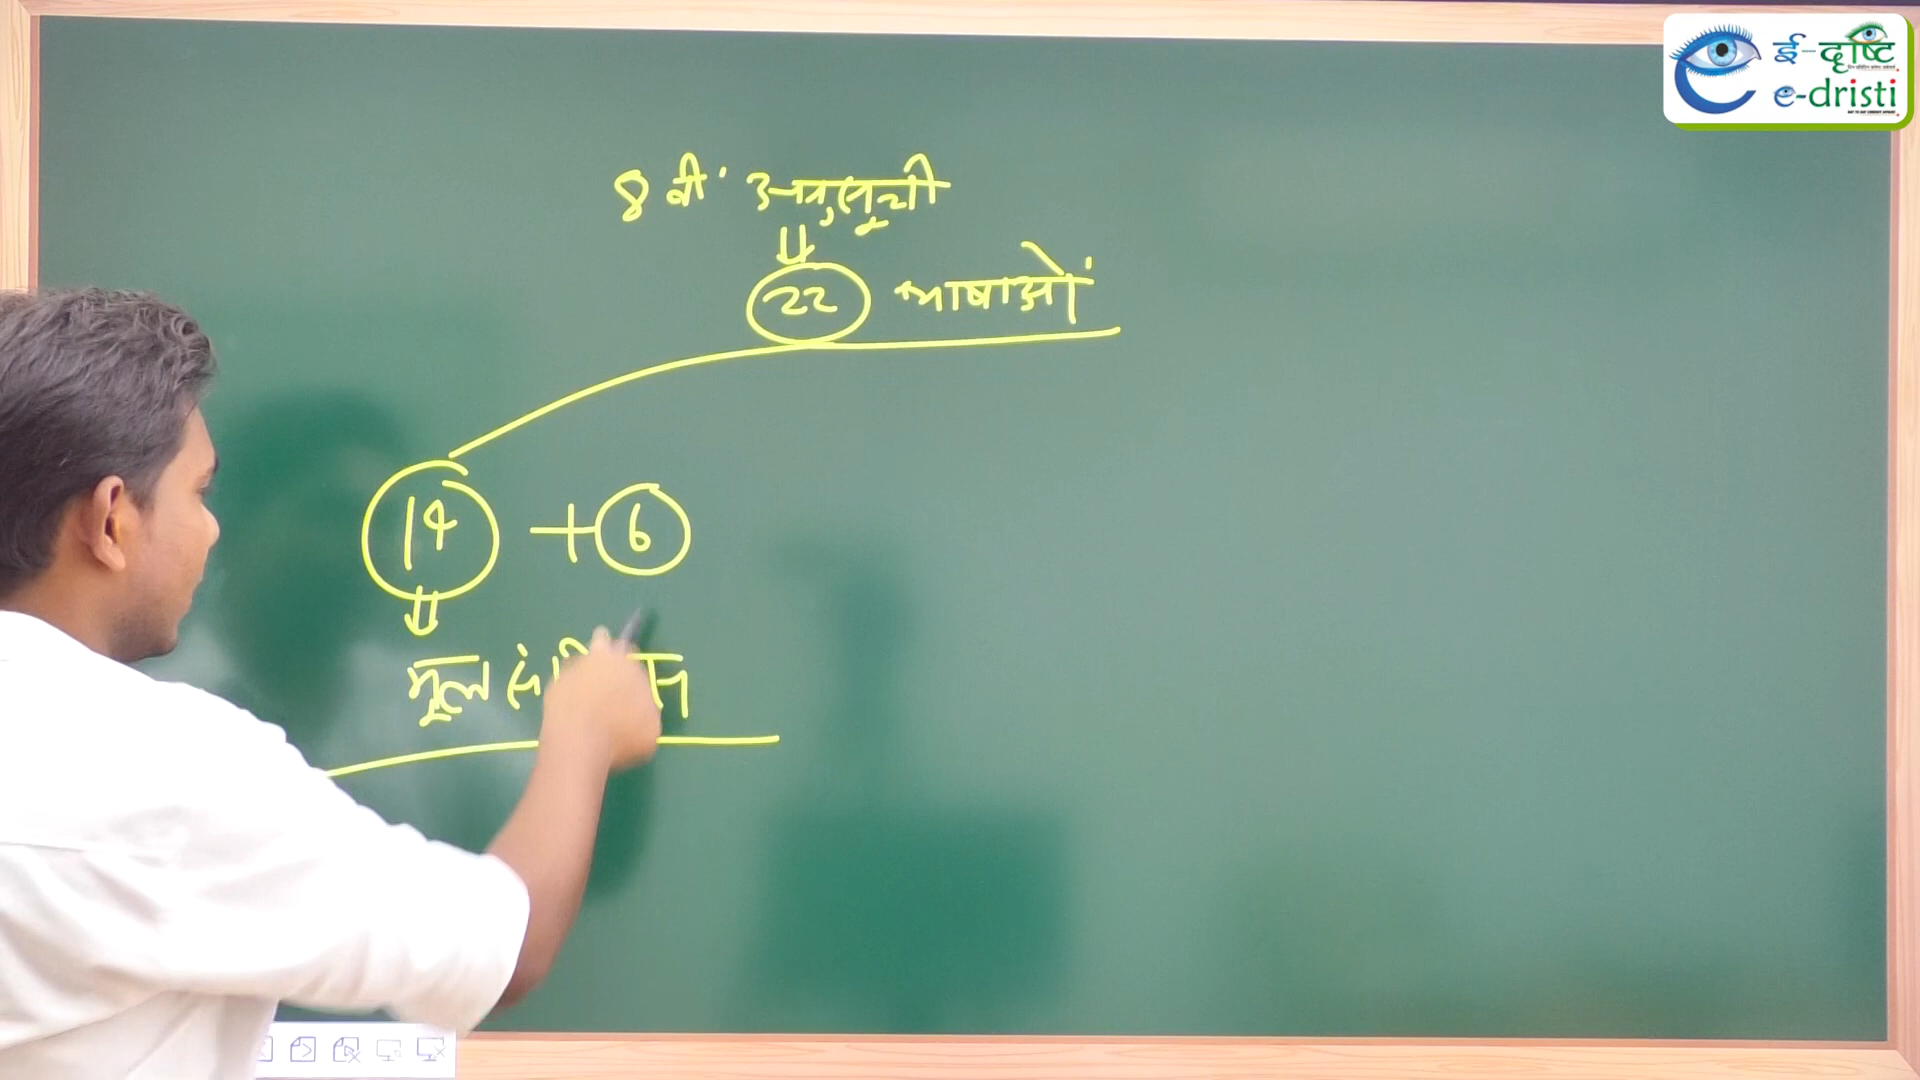 ई-दृष्टि
e-dristi
8 वीं अनुसूची
22 भाषाओं
14 + 6
मूल